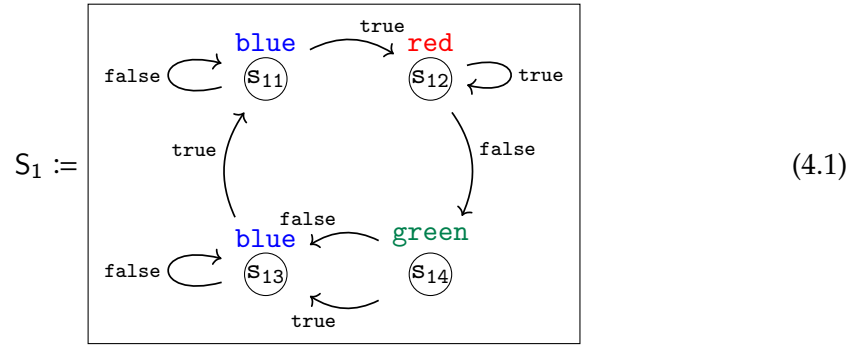 true
blue red
false s₁₁ s₁₂ true
S₁ := true false (4.1)
false
blue green
false s₁₃ s₁₄
true